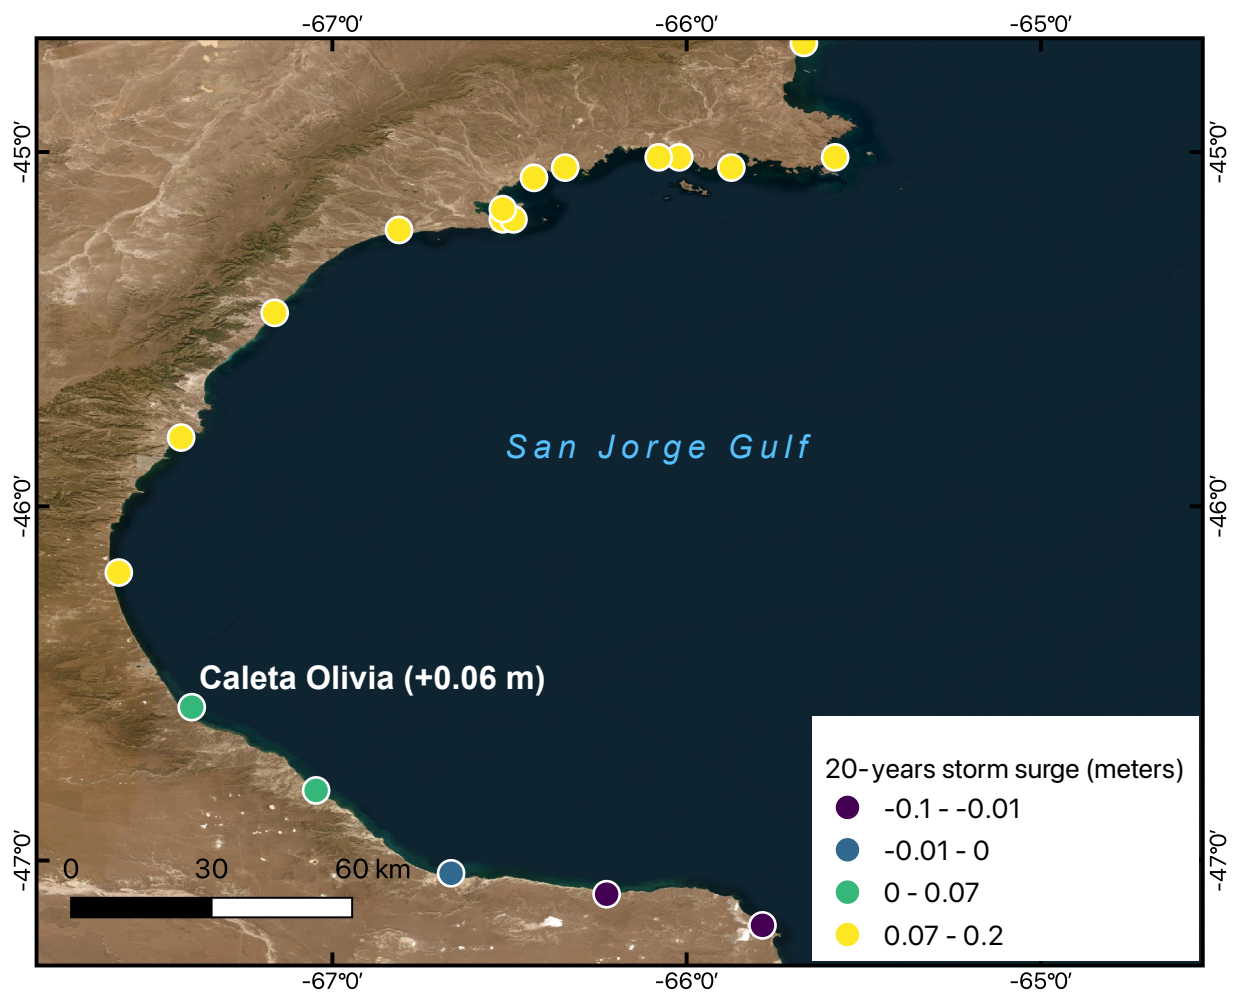 -67°0′ -66°0′ -65°0′
-45°0′ -45°0′
San Jorge Gulf
-46°0′ -46°0′
Caleta Olivia (+0.06 m)
20-years storm surge (meters)
-0.1 - -0.01
-0.01 - 0
0 - 0.07
0.07 - 0.2
-47°0′ -47°0′
0 30 60 km
-67°0′ -66°0′ -65°0′